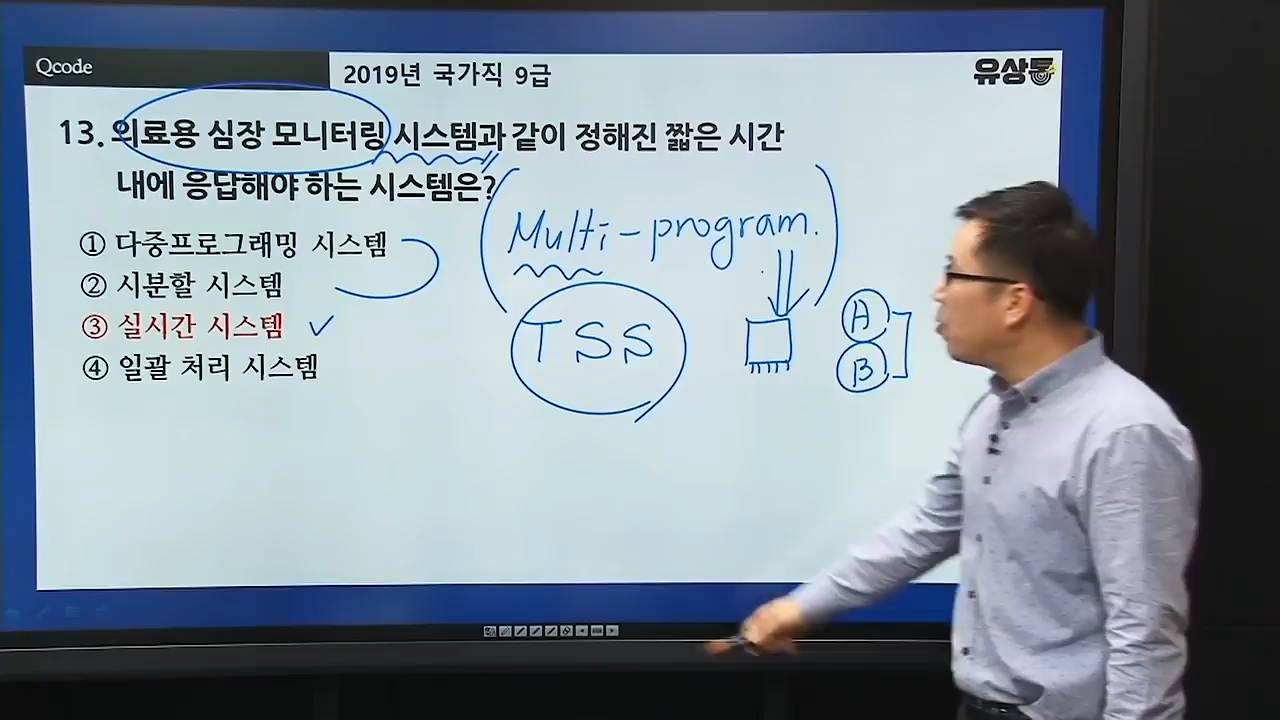 Qcode
2019년 국가직 9급
유상통
13. 의료용 심장 모니터링 시스템과 같이 정해진 짧은 시간
내에 응답해야 하는 시스템은?
① 다중프로그래밍 시스템
② 시분할 시스템
③ 실시간 시스템
④ 일괄 처리 시스템
Multi-program.
TSS
A
B